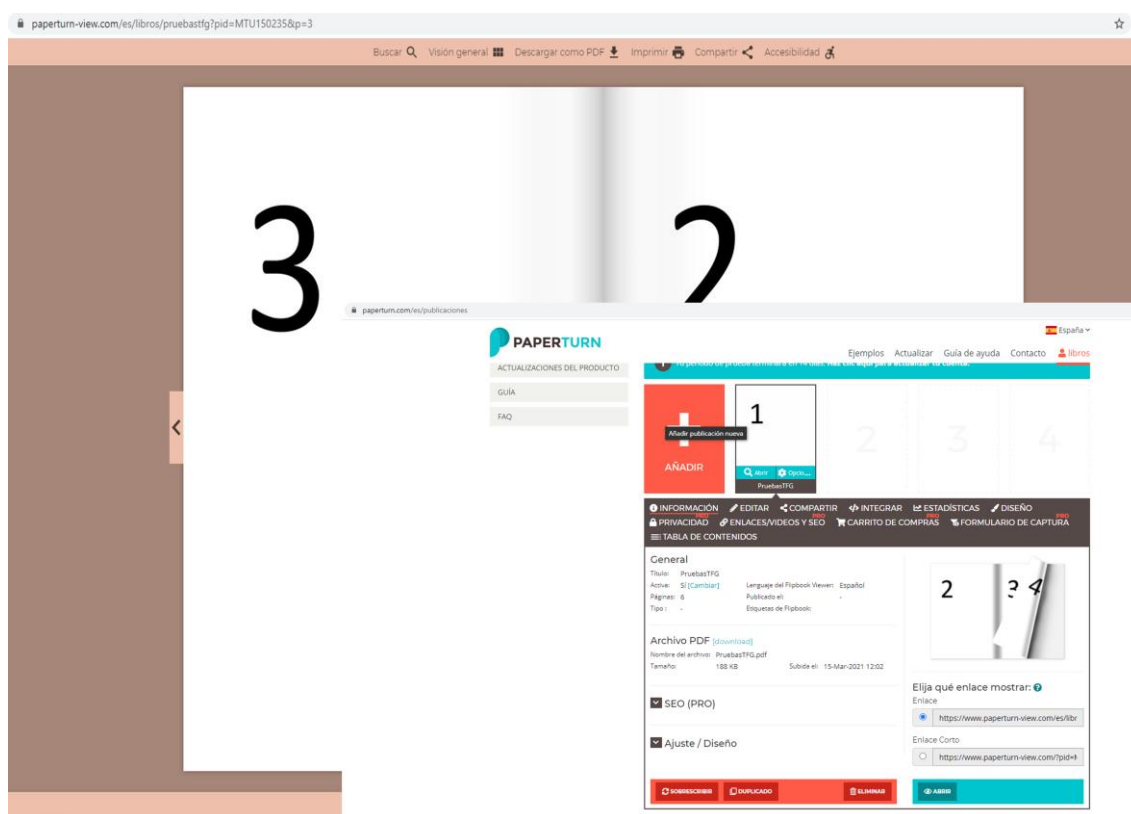 paperturn-view.com/es/libros/pruebastfg?pid=MTU150235&p=3
Buscar Visión general Descargar como PDF Imprimir Compartir Accesibilidad
3 2
paperturn.com/es/publicaciones
España
PAPERTURN
Ejemplos Actualizar Guía de ayuda Contacto libros
ACTUALIZACIONES DEL PRODUCTO
GUÍA
FAQ
1
2 3 4
Añadir publicación nueva
AÑADIR
Abrir Opcio...
PruebasTFG
INFORMACIÓN EDITAR COMPARTIR INTEGRAR ESTADÍSTICAS DISEÑO
PRO PRO PRO
PRIVACIDAD ENLACES/VIDEOS Y SEO CARRITO DE COMPRAS FORMULARIO DE CAPTURA
TABLA DE CONTENIDOS
General
Título: PruebasTFG
Activa: Sí [Cambiar] Lenguaje del Flipbook Viewer: Español
Páginas: 6 Publicado el: -
Tipo : - Etiquetas de Flipbook:
2 3 4
Archivo PDF [download]
Nombre del archivo: PruebasTFG.pdf
Tamaño: 188 KB Subida el: 15-Mar-2021 12:02
Elija qué enlace mostrar:
Enlace
https://www.paperturn-view.com/es/libr
SEO (PRO)
Enlace Corto
https://www.paperturn-view.com/?pid=
Ajuste / Diseño
SOBRESCRIBIR DUPLICADO ELIMINAR ABRIR